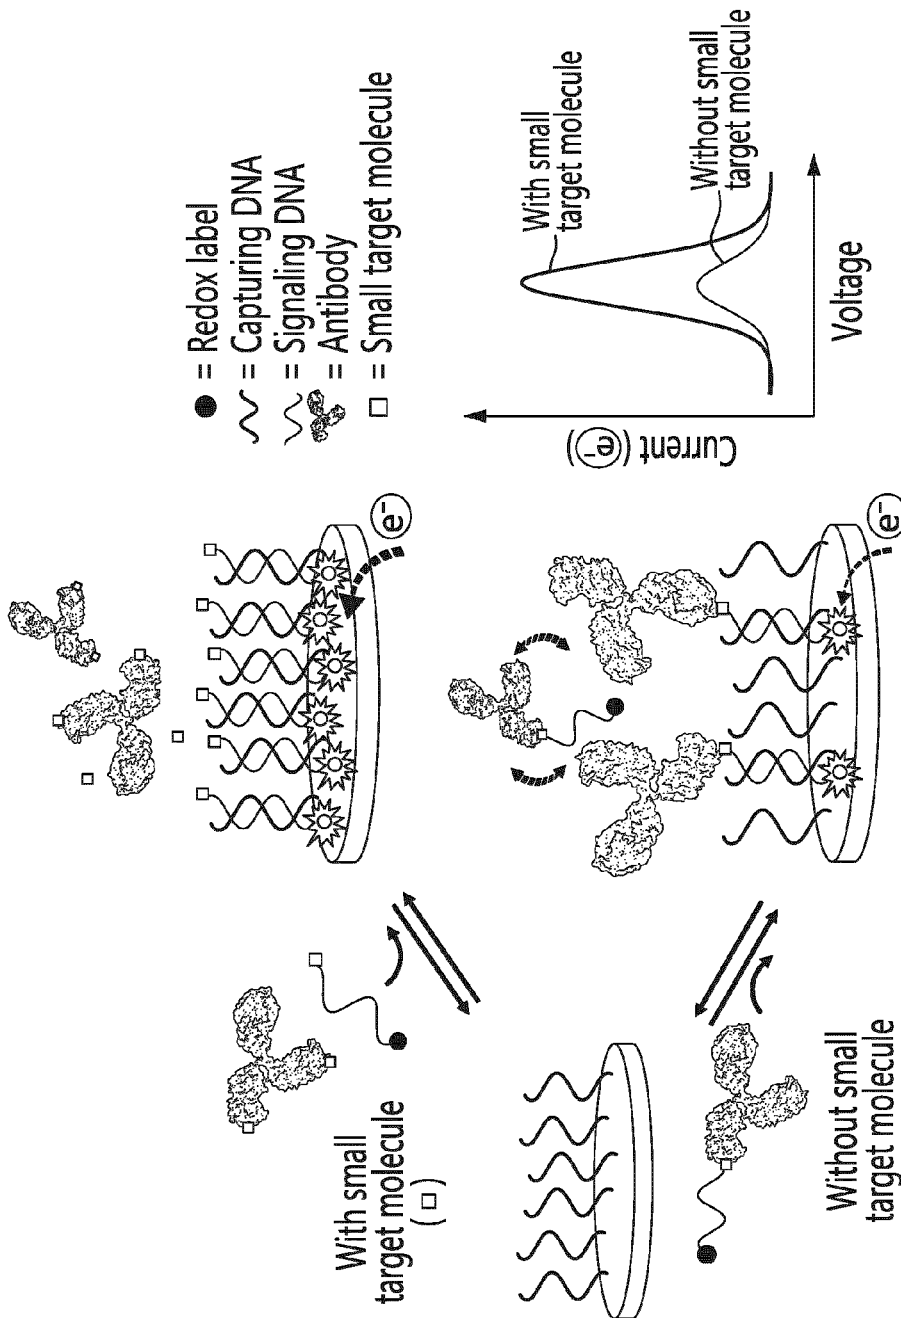 With small
target molecule
( □ )
Without small
target molecule
e⁻
e⁻
● = Redox label
= Capturing DNA
= Signaling DNA
= Antibody
□ = Small target molecule
Current (e⁻)
With small
target molecule
Without small
target molecule
Voltage